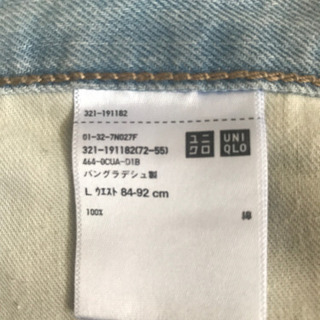 321-191182
01-32-7N027F
321-191182(72-55)
464-GCUA-01B
バングラデシュ製
L ウエスト 84-92 cm
100% 綿
ユニクロ
UNIQLO